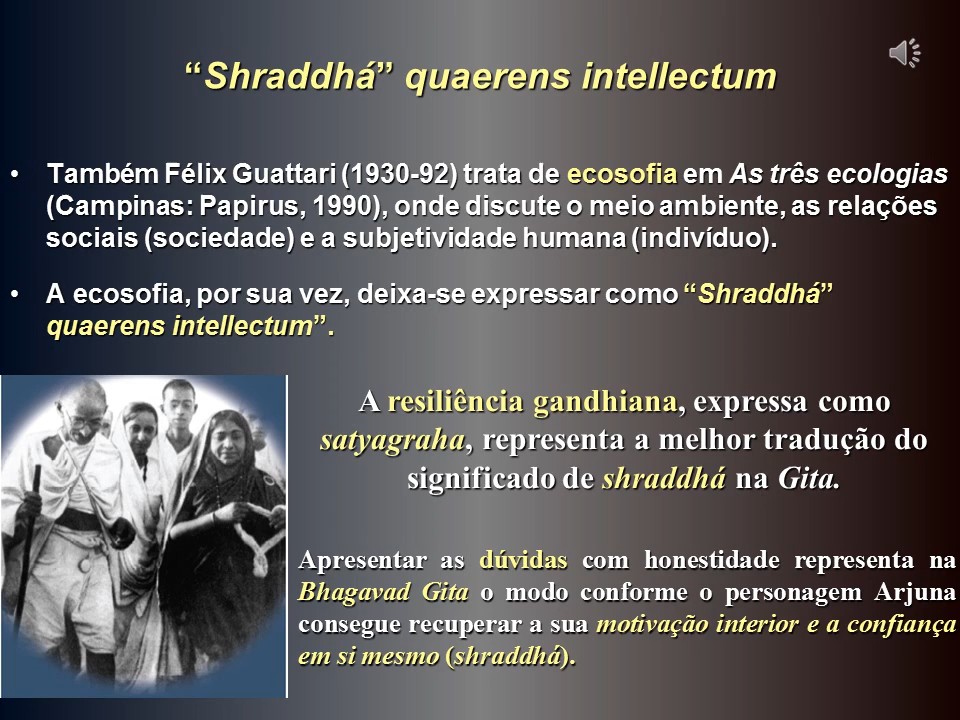 “Shraddhá” quaerens intellectum
• Também Félix Guattari (1930-92) trata de ecosofia em As três ecologias
(Campinas: Papirus, 1990), onde discute o meio ambiente, as relações
sociais (sociedade) e a subjetividade humana (indivíduo).
• A ecosofia, por sua vez, deixa-se expressar como “Shraddhá”
quaerens intellectum”.
A resiliência gandhiana, expressa como
satyagraha, representa a melhor tradução do
significado de shraddhá na Gita.
Apresentar as dúvidas com honestidade representa na
Bhagavad Gita o modo conforme o personagem Arjuna
consegue recuperar a sua motivação interior e a confiança
em si mesmo (shraddhá).